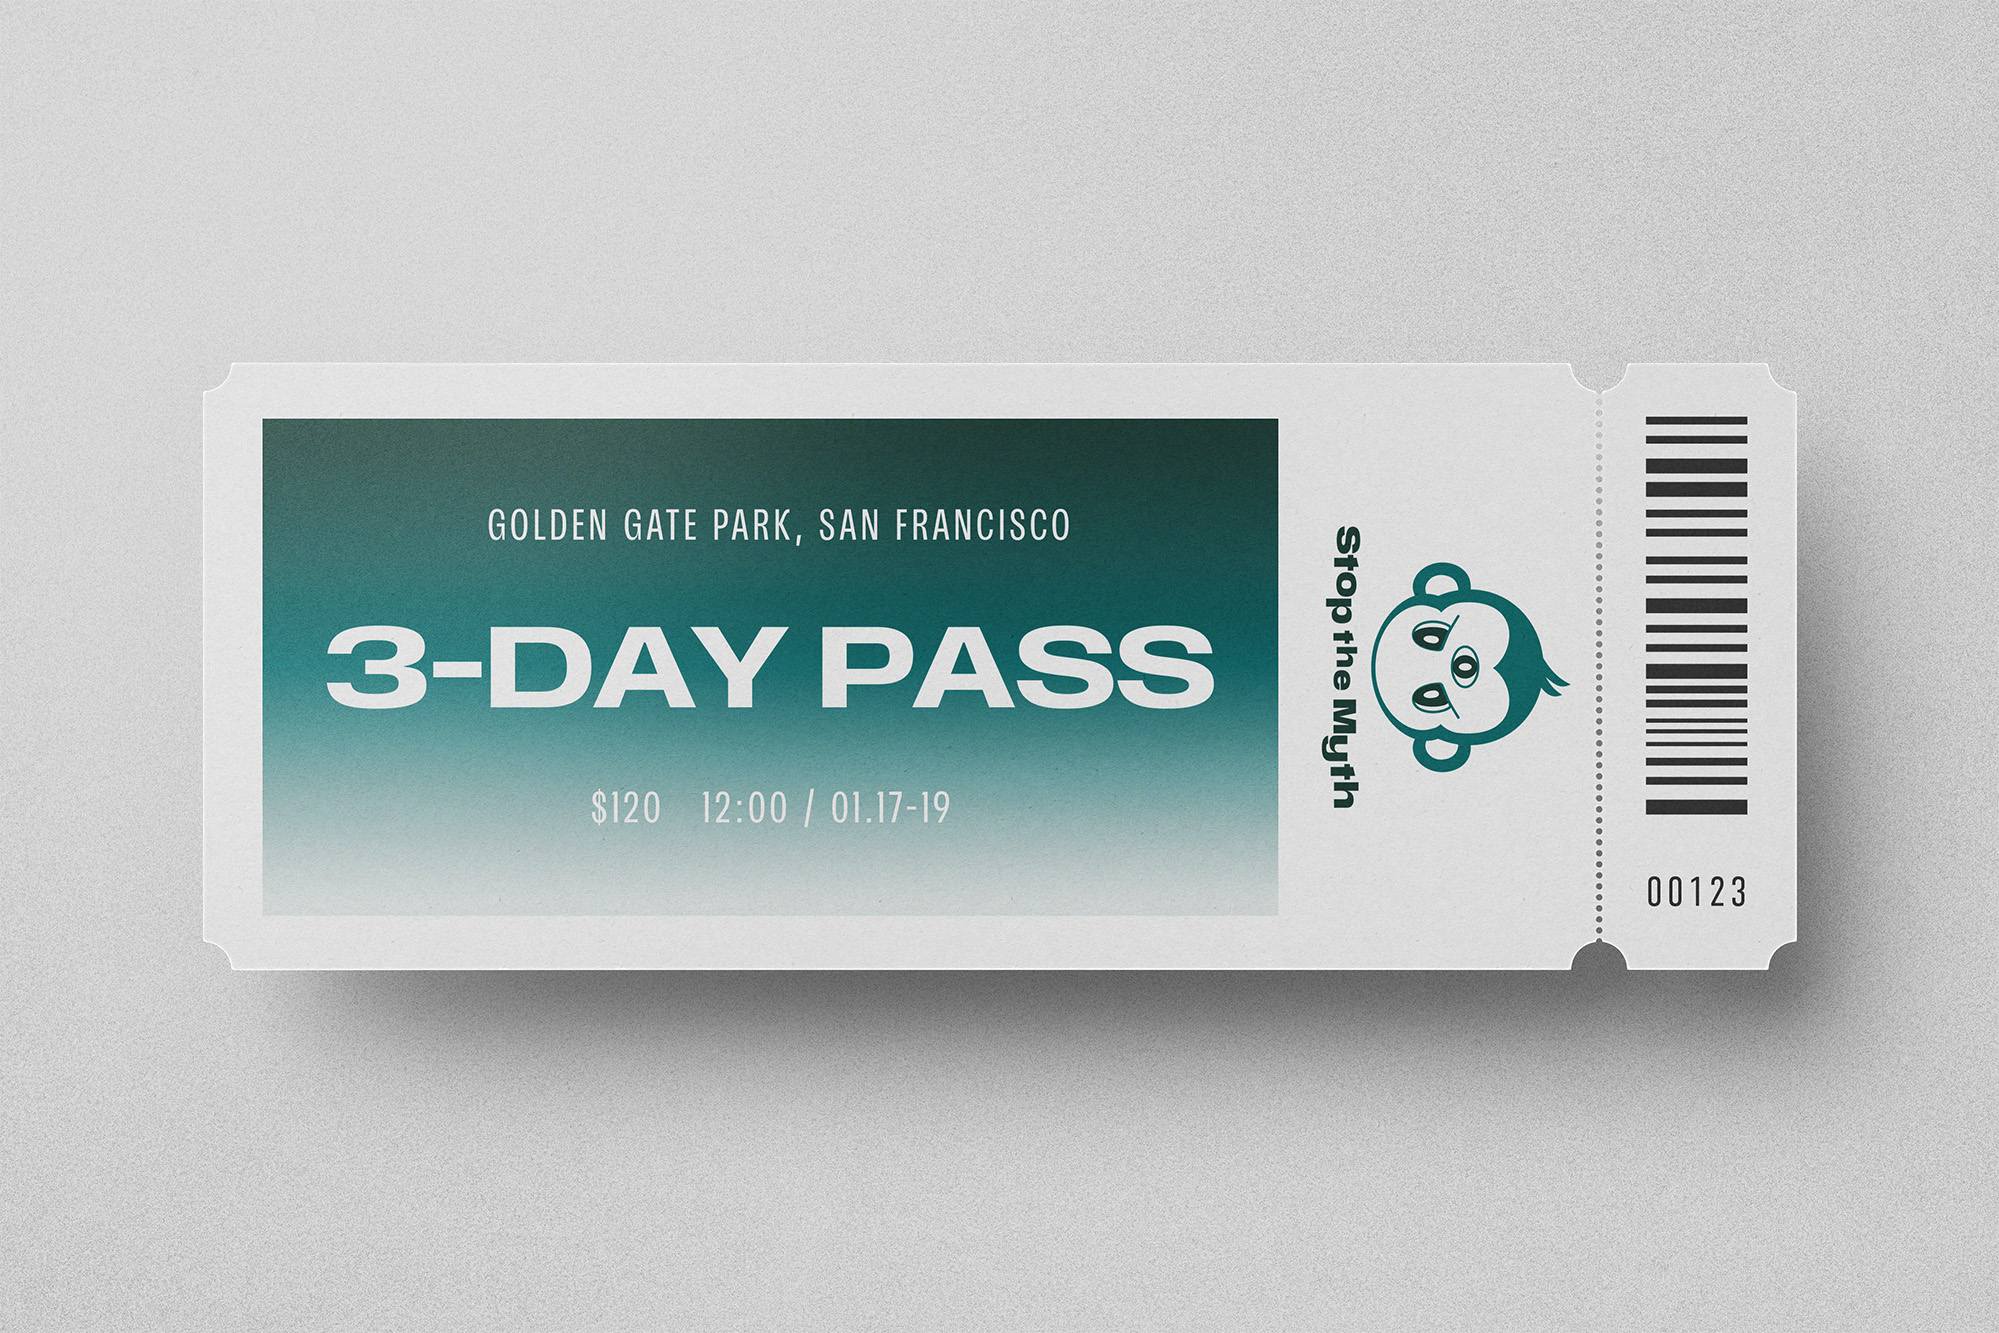 GOLDEN GATE PARK, SAN FRANCISCO
3-DAY PASS
$120 12:00 / 01.17-19
Stop the Myth
00123